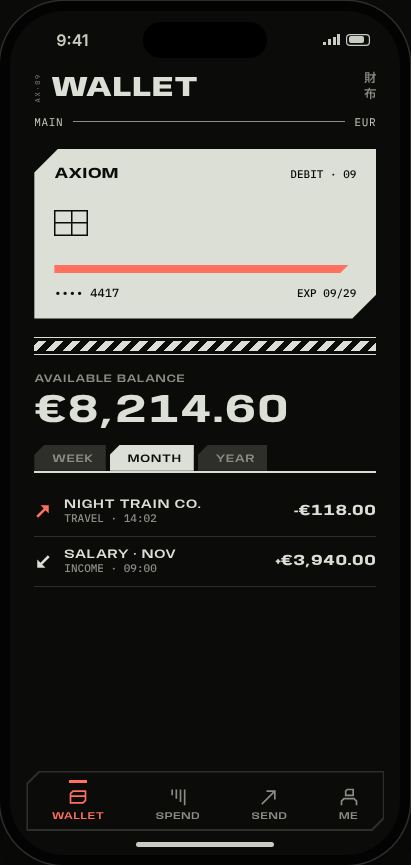 9:41
AX·09
WALLET
財布
MAIN
EUR
AXIOM
DEBIT · 09
•••• 4417
EXP 09/29
AVAILABLE BALANCE
€8,214.60
WEEK
MONTH
YEAR
NIGHT TRAIN CO.
-€118.00
TRAVEL · 14:02
SALARY · NOV
+€3,940.00
INCOME · 09:00
WALLET
SPEND
SEND
ME